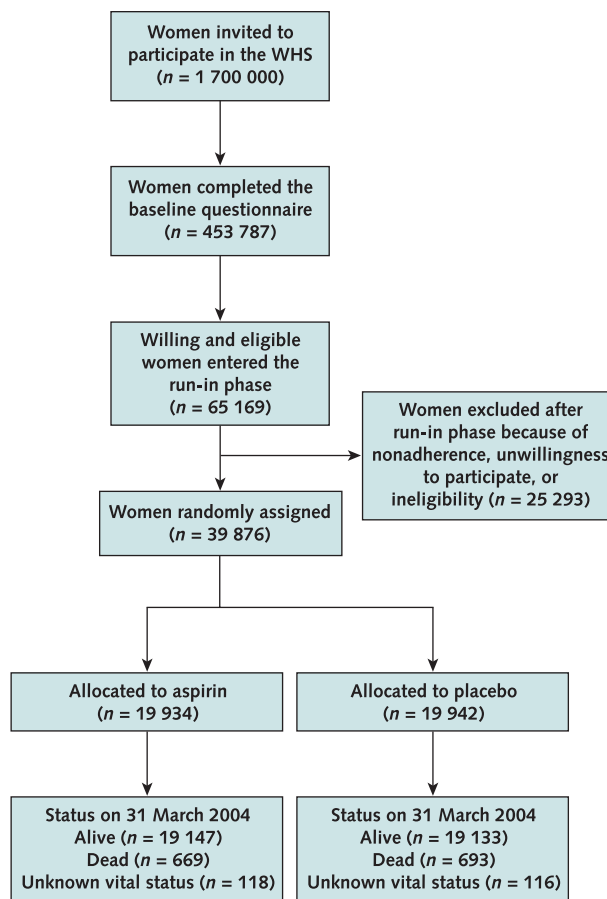 Women invited to
participate in the WHS
(n = 1 700 000)
Women completed the
baseline questionnaire
(n = 453 787)
Willing and eligible
women entered the
run-in phase
(n = 65 169)
Women excluded after
run-in phase because of
nonadherence, unwillingness
to participate, or
ineligibility (n = 25 293)
Women randomly assigned
(n = 39 876)
Allocated to aspirin
(n = 19 934)
Allocated to placebo
(n = 19 942)
Status on 31 March 2004
Alive (n = 19 147)
Dead (n = 669)
Unknown vital status (n = 118)
Status on 31 March 2004
Alive (n = 19 133)
Dead (n = 693)
Unknown vital status (n = 116)